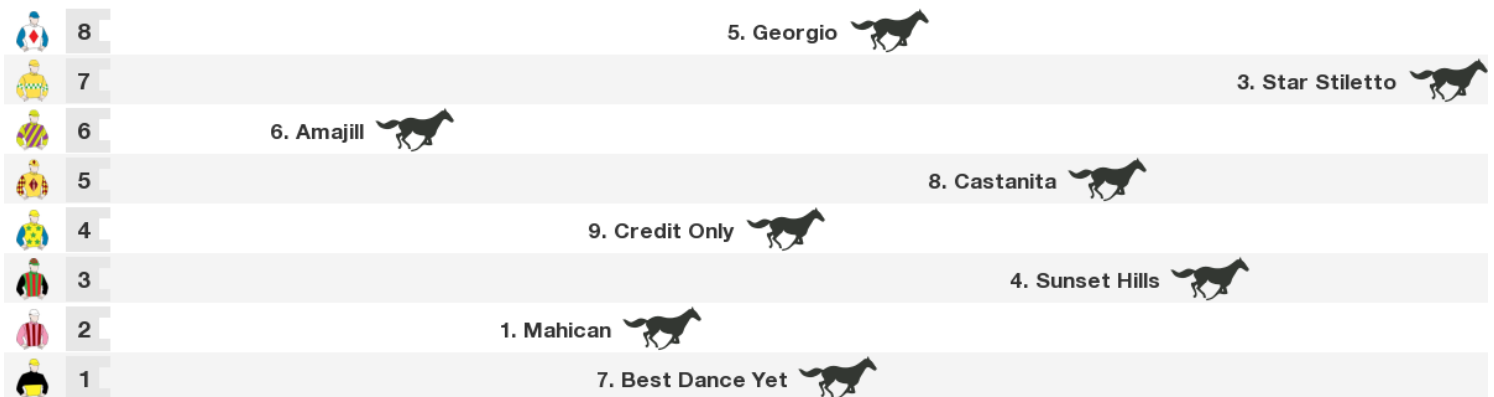 8 5. Georgio
7 3. Star Stiletto
6 6. Amajill
5 8. Castanita
4 9. Credit Only
3 4. Sunset Hills
2 1. Mahican
1 7. Best Dance Yet